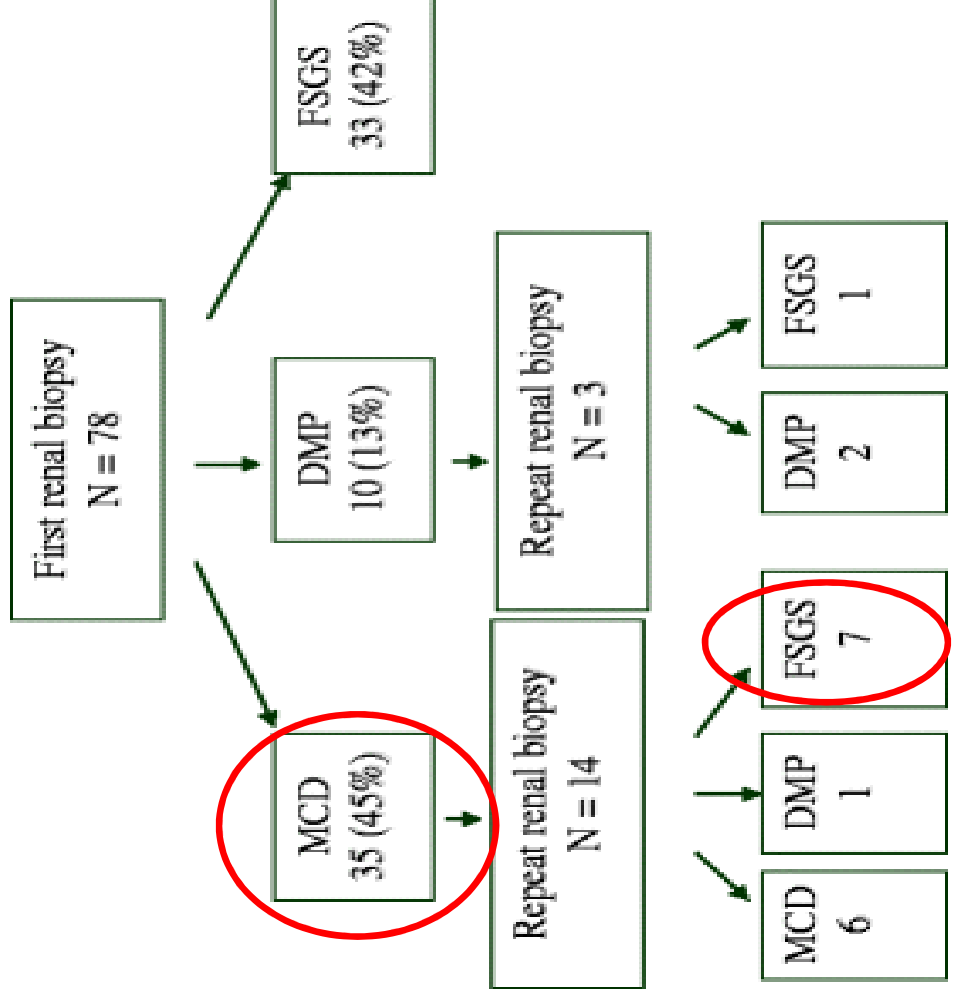 First renal biopsy
N = 78
MCD
35 (45%)
DMP
10 (13%)
FSGS
33 (42%)
Repeat renal biopsy
N = 14
Repeat renal biopsy
N = 3
MCD
6
DMP
1
FSGS
7
DMP
2
FSGS
1